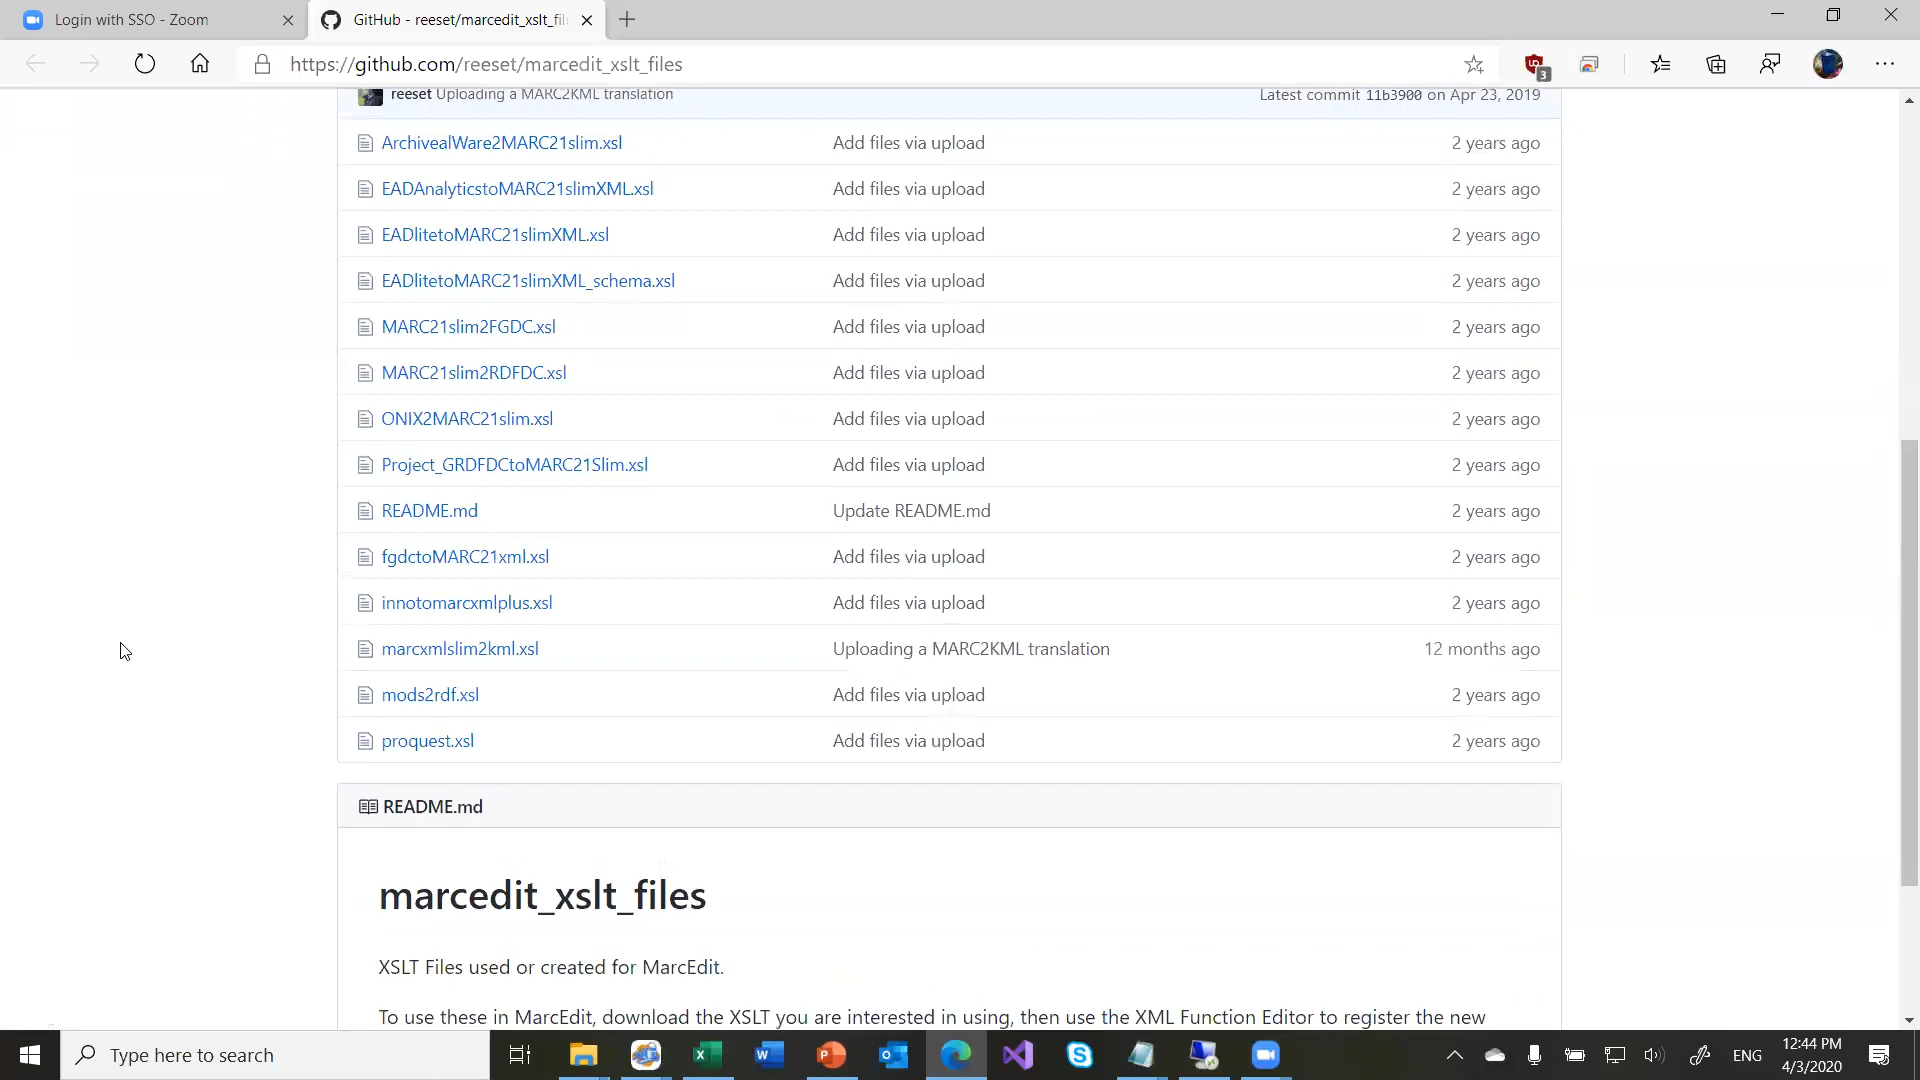 Login with SSO - Zoom
GitHub - reeset/marcedit_xslt_fil
https://github.com/reeset/marcedit_xslt_files
3
reeset Uploading a MARC2KML translation
Latest commit 11b3900 on Apr 23, 2019
ArchivealWare2MARC21slim.xsl Add files via upload 2 years ago
EADAnalyticstoMARC21slimXML.xsl Add files via upload 2 years ago
EADlitetoMARC21slimXML.xsl Add files via upload 2 years ago
EADlitetoMARC21slimXML_schema.xsl Add files via upload 2 years ago
MARC21slim2FGDC.xsl Add files via upload 2 years ago
MARC21slim2RDFDC.xsl Add files via upload 2 years ago
ONIX2MARC21slim.xsl Add files via upload 2 years ago
Project_GRDFDCtoMARC21Slim.xsl Add files via upload 2 years ago
README.md Update README.md 2 years ago
fgdctoMARC21xml.xsl Add files via upload 2 years ago
innotomarcxmlplus.xsl Add files via upload 2 years ago
marcxmlslim2kml.xsl Uploading a MARC2KML translation 12 months ago
mods2rdf.xsl Add files via upload 2 years ago
proquest.xsl Add files via upload 2 years ago
README.md
marcedit_xslt_files
XSLT Files used or created for MarcEdit.
To use these in MarcEdit, download the XSLT you are interested in using, then use the XML Function Editor to register the new
Type here to search
ENG
12:44 PM
4/3/2020